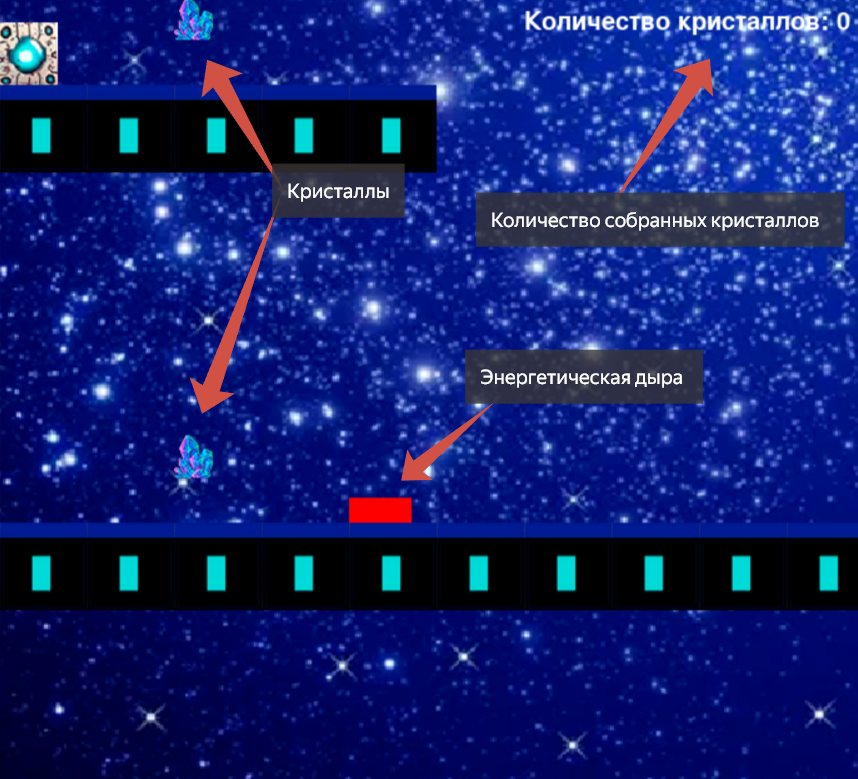 Количество кристаллов: 0
Кристаллы
Количество собранных кристаллов
Энергетическая дыра